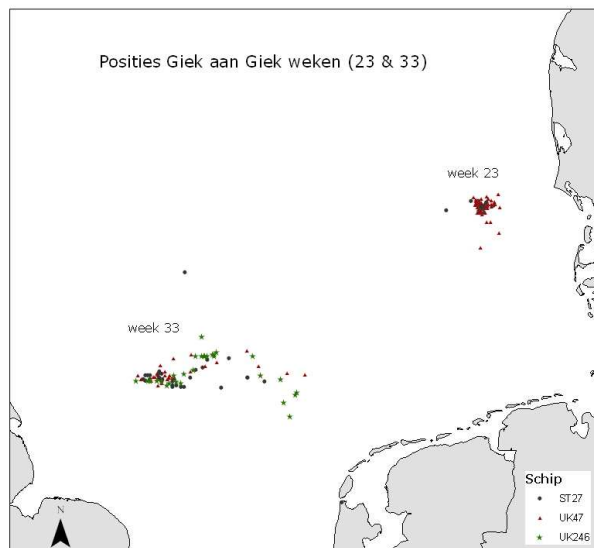 Posities Giek aan Giek weken (23 & 33)
week 23
week 33
Schip
ST27
UK47
UK246
N